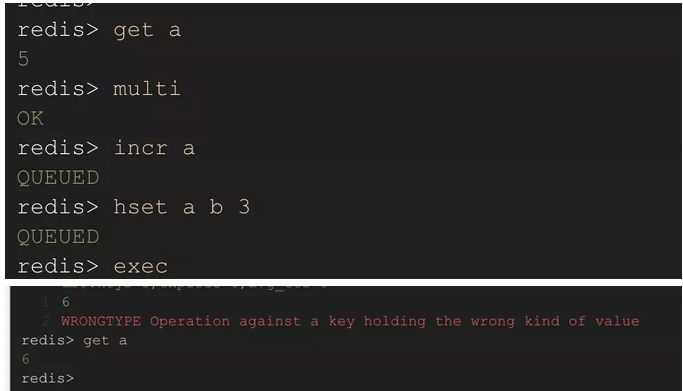 redis> get a
5
redis> multi
OK
redis> incr a
QUEUED
redis> hset a b 3
QUEUED
redis> exec
1 6
2 WRONGTYPE Operation against a key holding the wrong kind of value
redis> get a
6
redis>